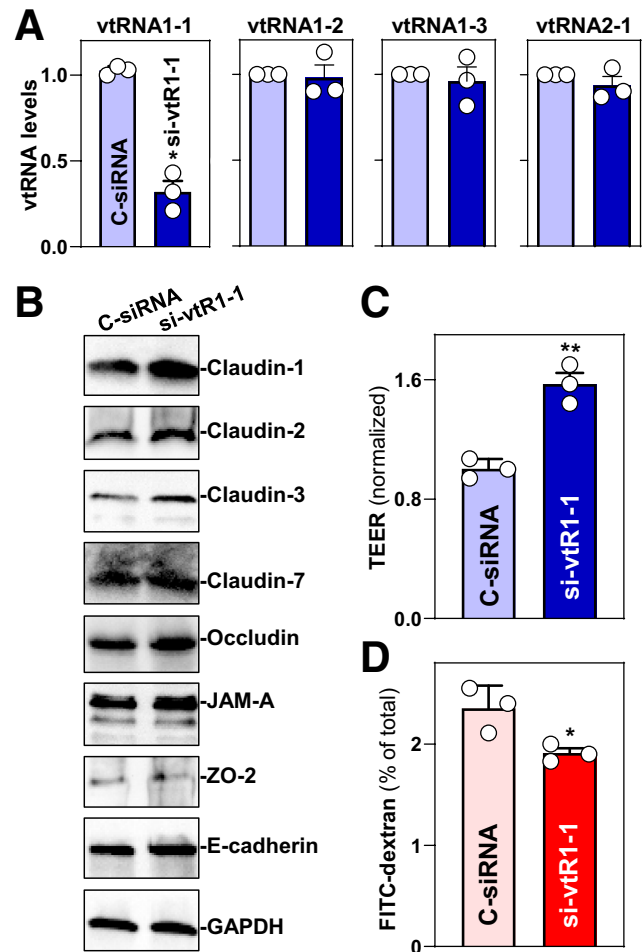 A
vtRNA1-1
vtRNA1-2
vtRNA1-3
vtRNA2-1
vtRNA levels
1.0
0.5
0.0
C-siRNA
* si-vtR1-1
B
C-siRNA
si-vtR1-1
-Claudin-1
-Claudin-2
-Claudin-3
-Claudin-7
-Occludin
-JAM-A
-ZO-2
-E-cadherin
-GAPDH
C
TEER (normalized)
1.6
0.8
0.0
**
C-siRNA
si-vtR1-1
D
FITC-dextran (% of total)
2
1
0
*
C-siRNA
si-vtR1-1